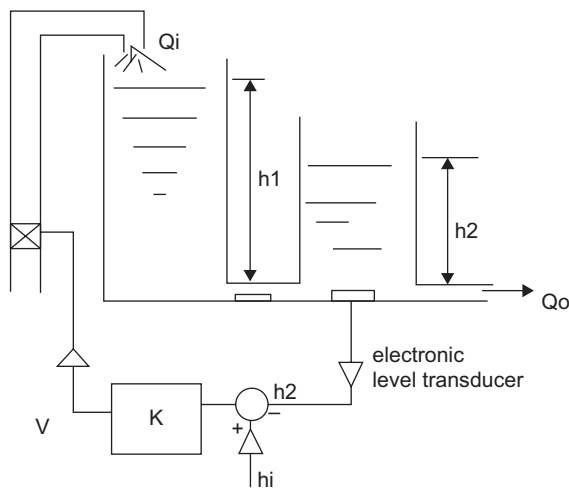 Qi
h1
h2
Qo
electronic
level transducer
h2
–
+
K
V
hi